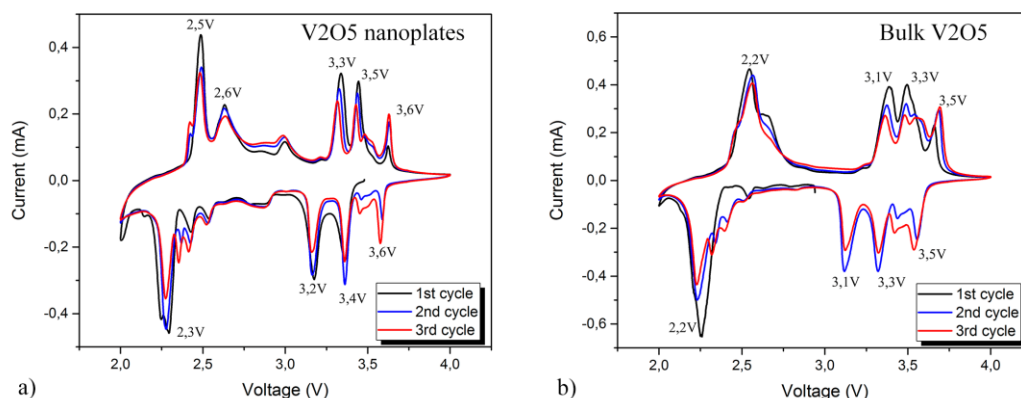 V2O5 nanoplates
0,4
0,2
0,0
-0,2
-0,4
Current (mA)
2,5V
2,6V
3,3V
3,5V
3,6V
2,3V
3,2V
3,4V
3,6V
1st cycle
2nd cycle
3rd cycle
2,0
2,5
3,0
3,5
4,0
Voltage (V)
a)
Bulk V2O5
0,6
0,4
0,2
0,0
-0,2
-0,4
-0,6
Current (mA)
2,2V
3,1V
3,3V
3,5V
2,2V
3,1V
3,3V
3,5V
1st cycle
2nd cycle
3rd cycle
2,0
2,5
3,0
3,5
4,0
Voltage (V)
b)